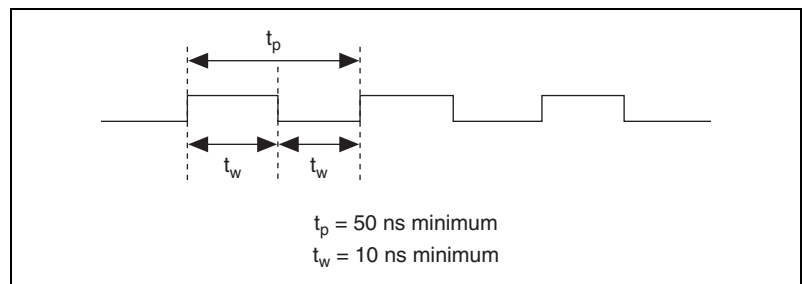 tp
tw tw
tp = 50 ns minimum
tw = 10 ns minimum